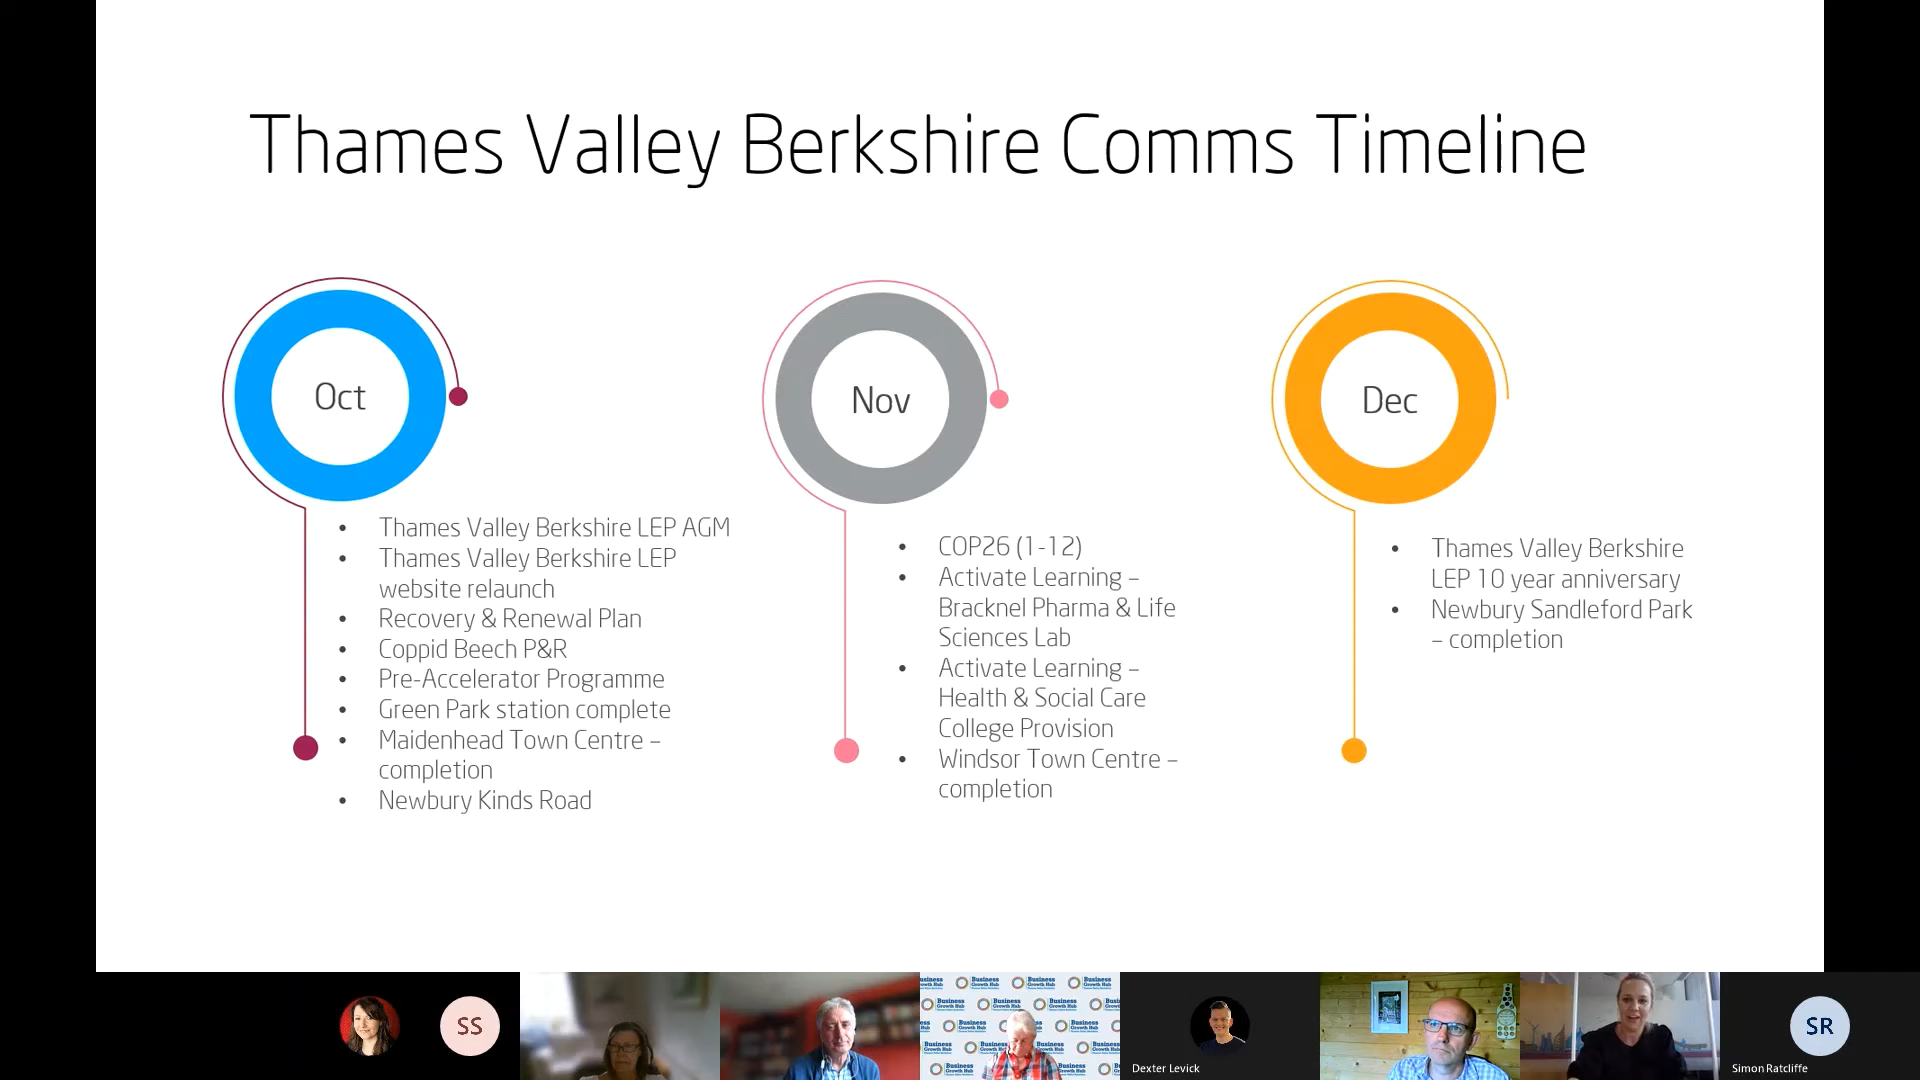 Thames Valley Berkshire Comms Timeline
Oct
• Thames Valley Berkshire LEP AGM
• Thames Valley Berkshire LEP
website relaunch
• Recovery & Renewal Plan
• Coppid Beech P&R
• Pre-Accelerator Programme
• Green Park station complete
• Maidenhead Town Centre –
completion
• Newbury Kinds Road
Nov
• COP26 (1-12)
• Activate Learning –
Bracknel Pharma & Life
Sciences Lab
• Activate Learning –
Health & Social Care
College Provision
• Windsor Town Centre –
completion
Dec
• Thames Valley Berkshire
LEP 10 year anniversary
• Newbury Sandleford Park
– completion
SS
Business
Growth Hub
Dexter Levick
SR
Simon Ratcliffe